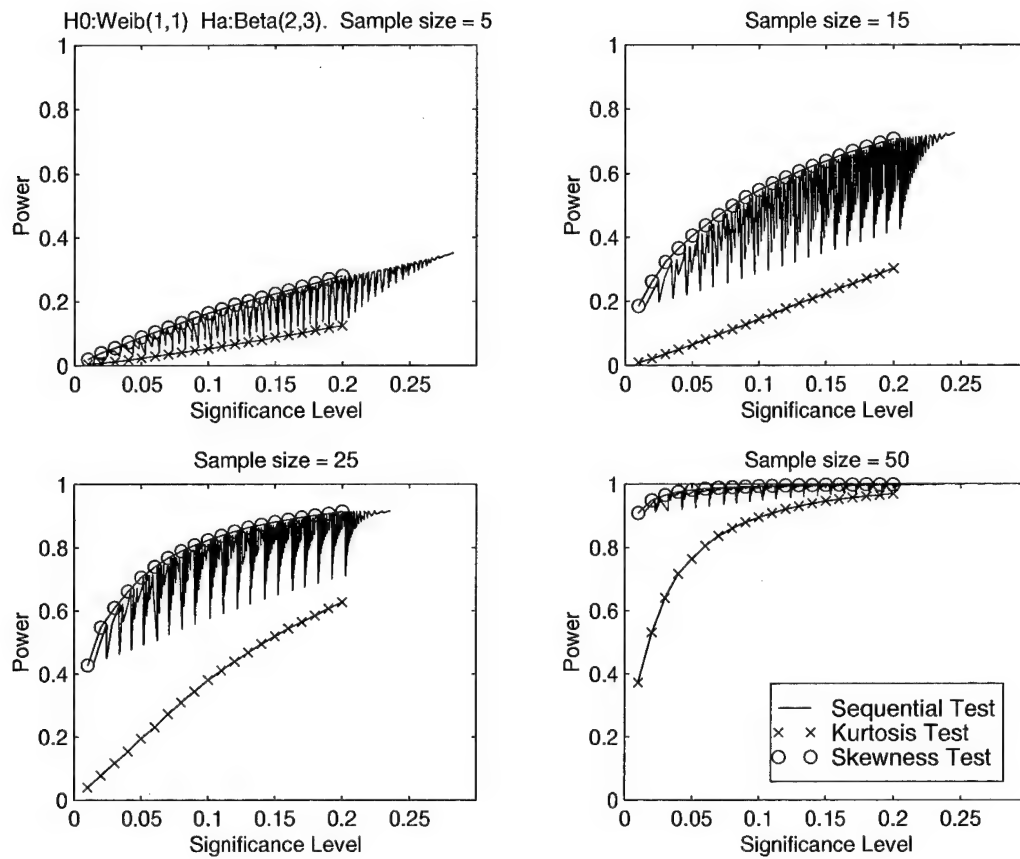 H0:Weib(1,1) Ha:Beta(2,3). Sample size = 5
1
0.8
0.6
0.4
0.2
0
Power
0 0.05 0.1 0.15 0.2 0.25
Significance Level
Sample size = 15
1
0.8
0.6
0.4
0.2
0
Power
0 0.05 0.1 0.15 0.2 0.25
Significance Level
Sample size = 25
1
0.8
0.6
0.4
0.2
0
Power
0 0.05 0.1 0.15 0.2 0.25
Significance Level
Sample size = 50
1
0.8
0.6
0.4
0.2
0
Power
Sequential Test
Kurtosis Test
Skewness Test
0 0.05 0.1 0.15 0.2 0.25
Significance Level